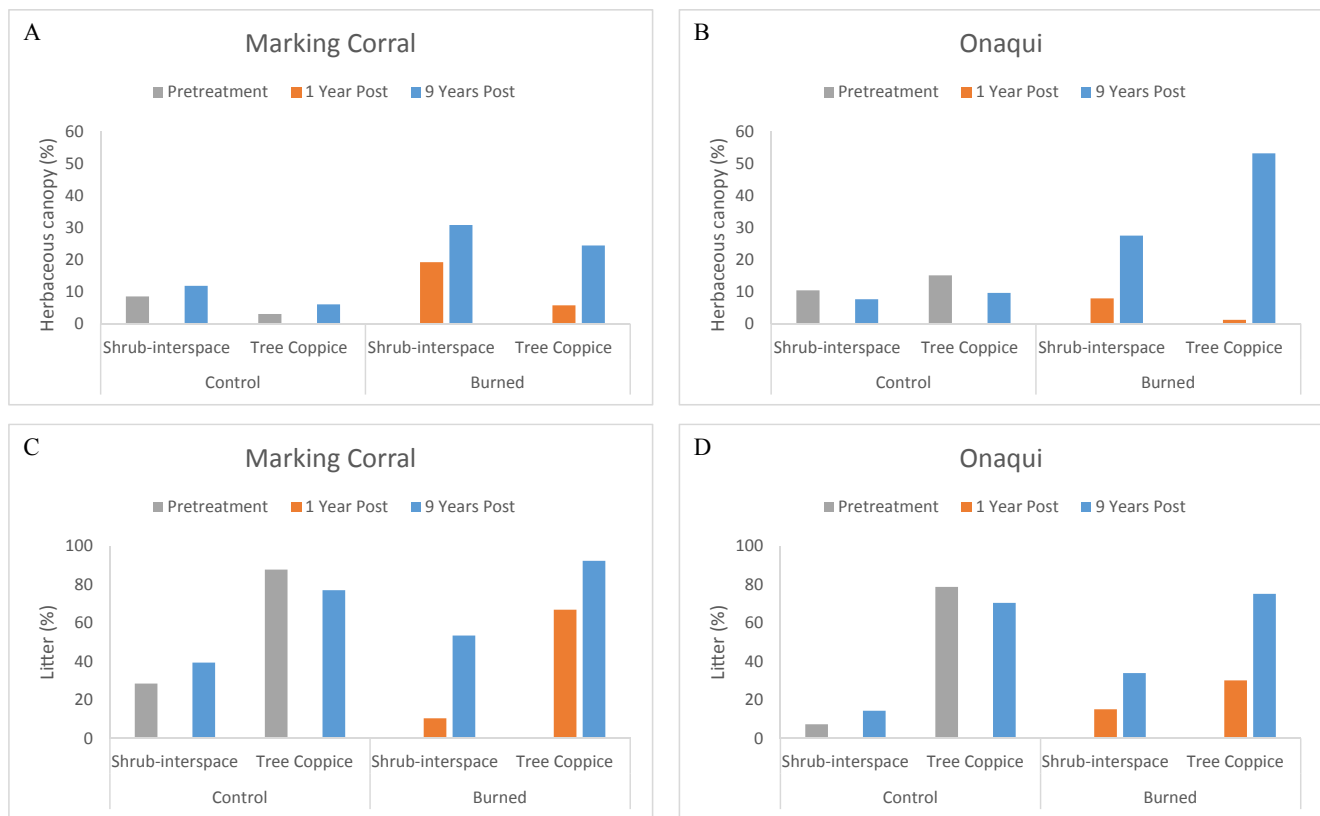 A
Marking Corral
Pretreatment 1 Year Post 9 Years Post
Herbaceous canopy (%)
60
50
40
30
20
10
0
Shrub-interspace Tree Coppice Shrub-interspace Tree Coppice
Control Burned
B
Onaqui
Pretreatment 1 Year Post 9 Years Post
Herbaceous canopy (%)
60
50
40
30
20
10
0
Shrub-interspace Tree Coppice Shrub-interspace Tree Coppice
Control Burned
C
Marking Corral
Pretreatment 1 Year Post 9 Years Post
Litter (%)
100
80
60
40
20
0
Shrub-interspace Tree Coppice Shrub-interspace Tree Coppice
Control Burned
D
Onaqui
Pretreatment 1 Year Post 9 Years Post
Litter (%)
100
80
60
40
20
0
Shrub-interspace Tree Coppice Shrub-interspace Tree Coppice
Control Burned